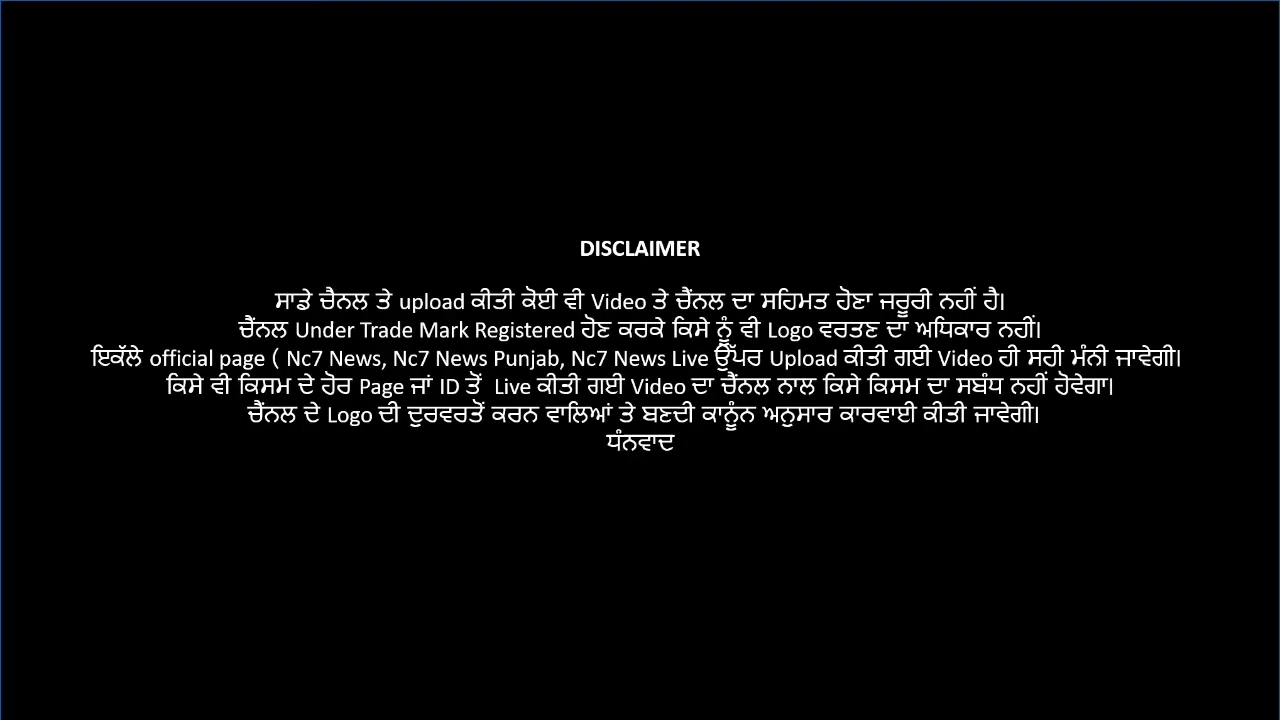 DISCLAIMER
ਸਾਡੇ ਚੈਨਲ ਤੇ upload ਕੀਤੀ ਕੋਈ ਵੀ Video ਤੇ ਚੈਂਨਲ ਦਾ ਸਹਿਮਤ ਹੋਣਾ ਜਰੂਰੀ ਨਹੀਂ ਹੈ।
ਚੈਂਨਲ Under Trade Mark Registered ਹੋਣ ਕਰਕੇ ਕਿਸੇ ਨੂੰ ਵੀ Logo ਵਰਤਣ ਦਾ ਅਧਿਕਾਰ ਨਹੀਂ।
ਇਕੱਲੇ official page ( Nc7 News, Nc7 News Punjab, Nc7 News Live ਉੱਪਰ Upload ਕੀਤੀ ਗਈ Video ਹੀ ਸਹੀ ਮੰਨੀ ਜਾਵੇਗੀ।
ਕਿਸੇ ਵੀ ਕਿਸਮ ਦੇ ਹੋਰ Page ਜਾਂ ID ਤੋਂ Live ਕੀਤੀ ਗਈ Video ਦਾ ਚੈਂਨਲ ਨਾਲ ਕਿਸੇ ਕਿਸਮ ਦਾ ਸਬੰਧ ਨਹੀਂ ਹੋਵੇਗਾ।
ਚੈਂਨਲ ਦੇ Logo ਦੀ ਦੁਰਵਰਤੋਂ ਕਰਨ ਵਾਲਿਆਂ ਤੇ ਬਣਦੀ ਕਾਨੂੰਨ ਅਨੁਸਾਰ ਕਾਰਵਾਈ ਕੀਤੀ ਜਾਵੇਗੀ।
ਧੰਨਵਾਦ